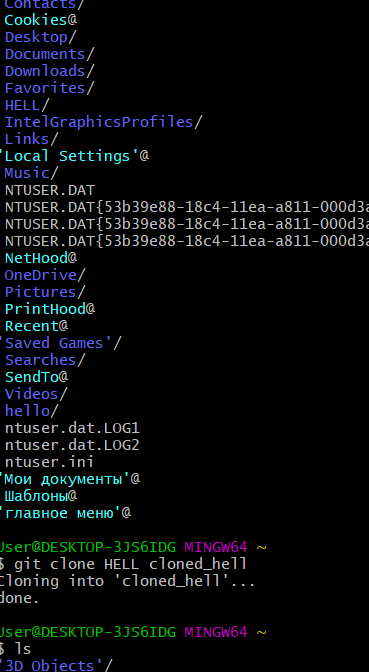 Contacts/
Cookies@
Desktop/
Documents/
Downloads/
Favorites/
HELL/
IntelGraphicsProfiles/
Links/
'Local Settings'@
Music/
NTUSER.DAT
NTUSER.DAT{53b39e88-18c4-11ea-a811-000d3a
NTUSER.DAT{53b39e88-18c4-11ea-a811-000d3a
NTUSER.DAT{53b39e88-18c4-11ea-a811-000d3a
NetHood@
OneDrive/
Pictures/
PrintHood@
Recent@
'Saved Games'/
Searches/
SendTo@
Videos/
hello/
ntuser.dat.LOG1
ntuser.dat.LOG2
ntuser.ini
'Мои документы'@
Шаблоны@
'главное меню'@
User@DESKTOP-3JS6IDG MINGW64 ~
$ git clone HELL cloned_hell
Cloning into 'cloned_hell'...
done.
User@DESKTOP-3JS6IDG MINGW64 ~
$ ls
'3D Objects'/